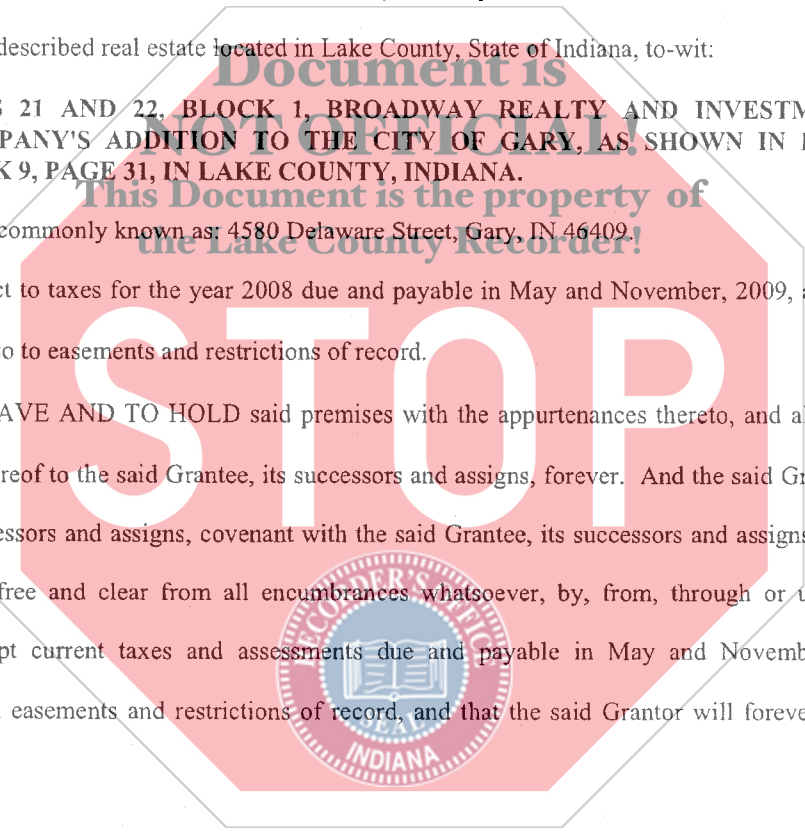 described real estate located in Lake County, State of Indiana, to-wit:
Document is
21 AND 22, BLOCK 1, BROADWAY REALTY AND INVESTM
NOT OFFICIAL!
PANY'S ADDITION TO THE CITY OF GARY, AS SHOWN IN
K 9, PAGE 31, IN LAKE COUNTY, INDIANA.
This Document is the property of
commonly known as: 4580 Delaware Street, Gary, IN 46409.
the Lake County Recorder!
ct to taxes for the year 2008 due and payable in May and November, 2009,
o to easements and restrictions of record.
STOP
AVE AND TO HOLD said premises with the appurtenances thereto, and al
reof to the said Grantee, its successors and assigns, forever. And the said Gr
essors and assigns, covenant with the said Grantee, its successors and assigns
free and clear from all encumbrances whatsoever, by, from, through or u
RECORDER'S OFFICE
pt current taxes and assessments due and payable in May and Novemb
easements and restrictions of record, and that the said Grantor will foreve
SEAL
INDIANA